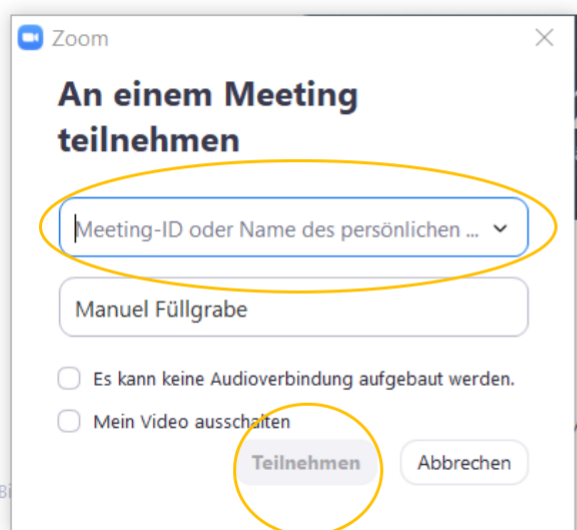 Zoom
An einem Meeting
teilnehmen
Meeting-ID oder Name des persönlichen ...
Manuel Füllgrabe
Es kann keine Audioverbindung aufgebaut werden.
Mein Video ausschalten
Teilnehmen
Abbrechen
Bi